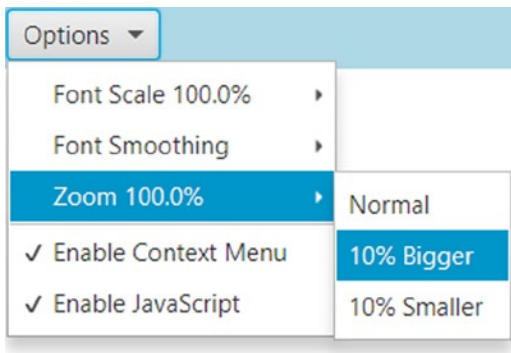 Options
Font Scale 100.0%
Font Smoothing
Zoom 100.0%
Normal
✓ Enable Context Menu
10% Bigger
✓ Enable JavaScript
10% Smaller